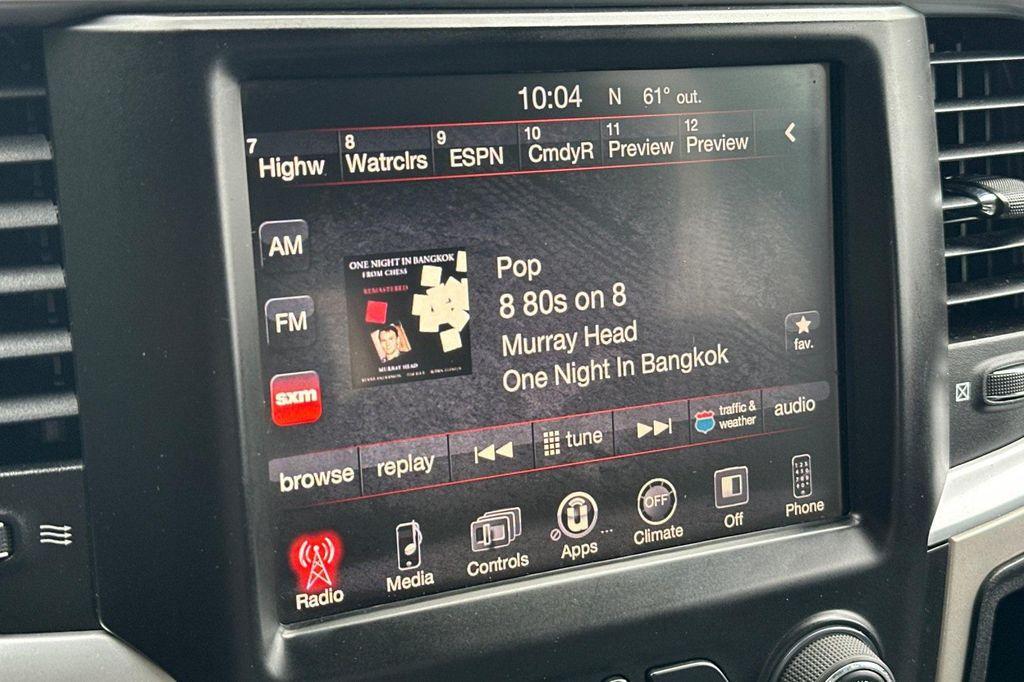 10:04 N 61° out.
7 Highw 8 Watrclrs 9 ESPN 10 CmdyR 11 Preview 12 Preview
AM
FM
sxm
ONE NIGHT IN BANGKOK
FROM CHESS
REMASTERED
MURRAY HEAD
Pop
8 80s on 8
Murray Head
One Night In Bangkok
fav.
browse replay tune traffic & weather audio
Radio Media Controls Apps ... OFF Climate Off Phone